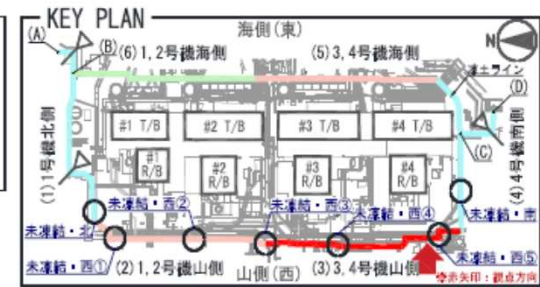 KEY PLAN
海側(東)
N
(A)
(B)
(6)1,2号機海側
(5)3,4号機海側
凍土ライン
(D)
#1 T/B
#2 T/B
#3 T/B
#4 T/B
(C)
(1)1号機北側
(4)4号機南側
#1
R/B
#2
R/B
#3
R/B
#4
R/B
未凍結・北
未凍結・西②
未凍結・西③
未凍結・西④
未凍結・南
未凍結・西①
(2)1,2号機山側
山側(西)
(3)3,4号機山側
未凍結・西⑤
赤矢印：視点方向